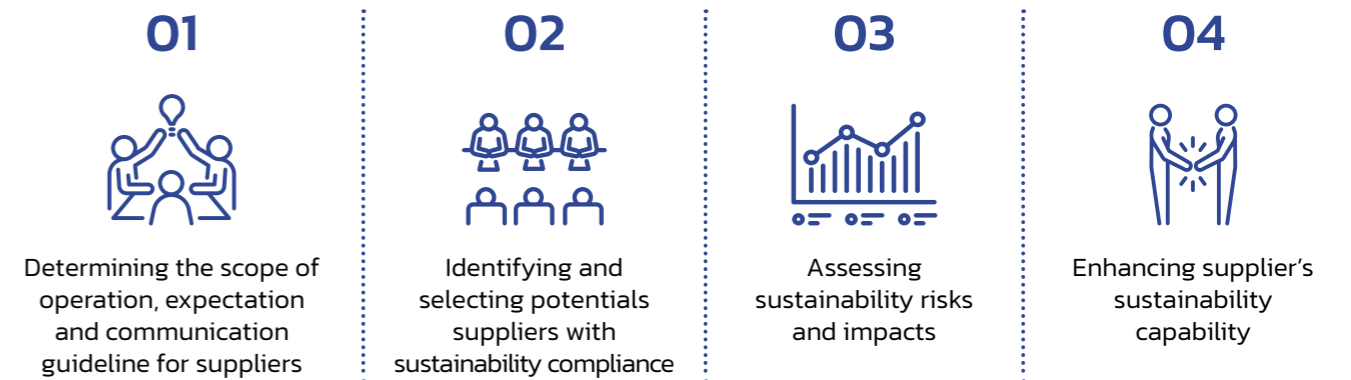 01
Determining the scope of
operation, expectation
and communication
guideline for suppliers
02
Identifying and
selecting potentials
suppliers with
sustainability compliance
03
Assessing
sustainability risks
and impacts
04
Enhancing supplier’s
sustainability
capability